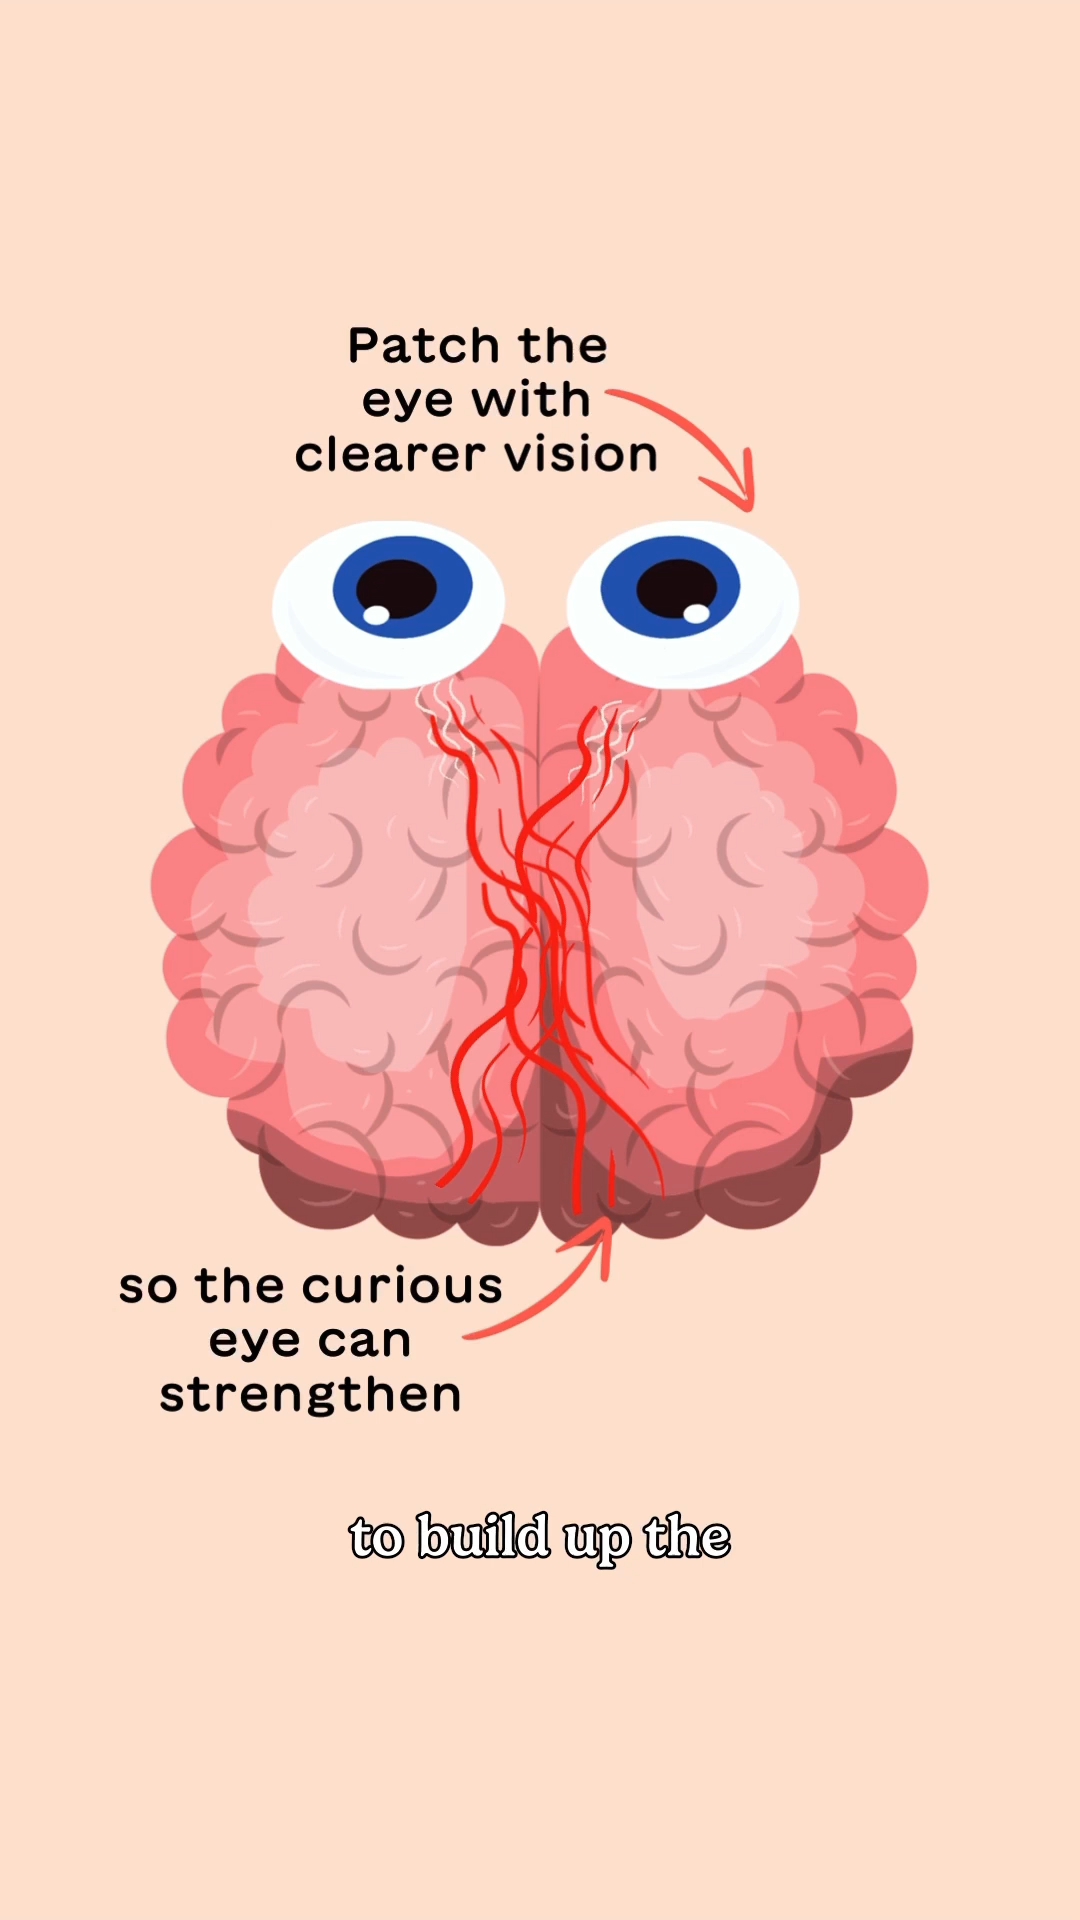 Patch the
eye with
clearer vision
so the curious
eye can
strengthen
to build up the